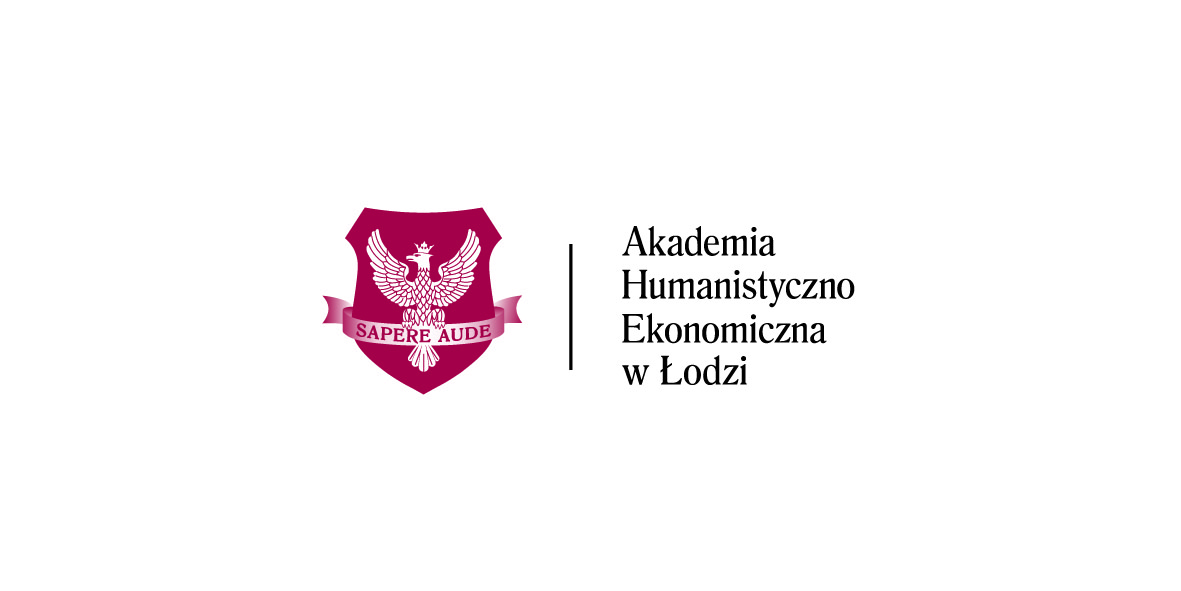 SAPERE AUDE
Akademia
Humanistyczno
Ekonomiczna
w Łodzi